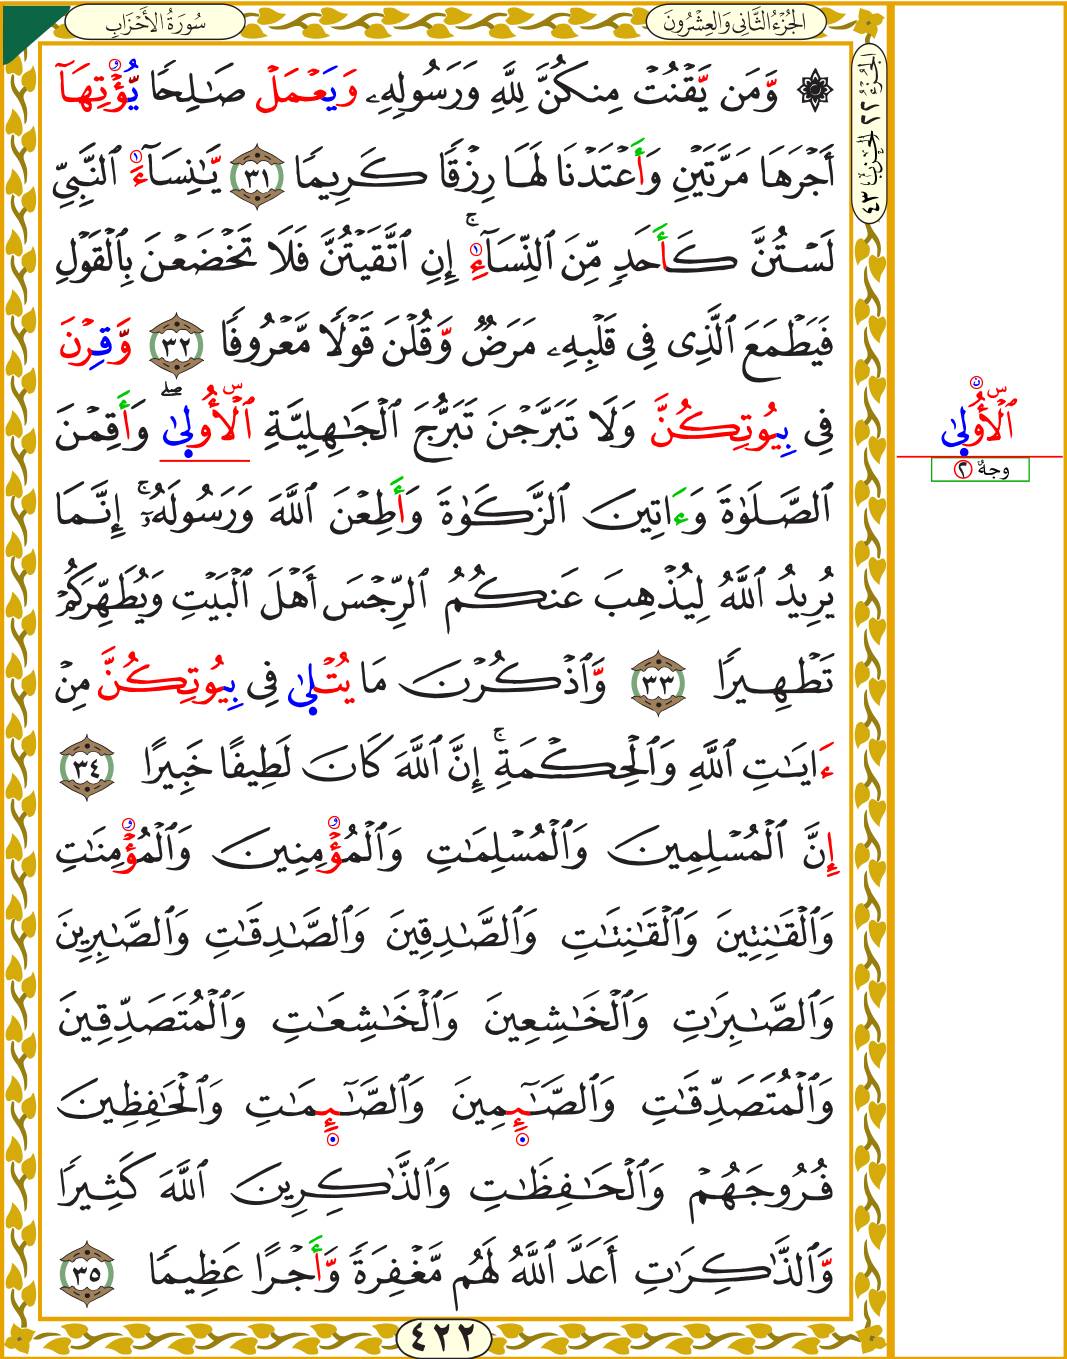 الجُزْءُ الثَّانِي وَالعِشْرُونَ
سُورَةُ الأَحْزَابِ
الجُزْءُ ٢٢ الحِزْبُ ٤٣
۞ وَّمَن يَّقْنُتْ مِنكُنَّ لِلَّهِ وَرَسُولِهِۦ وَيَعْمَلْ صَـٰلِحًا يُّؤْتِهَآ
أَجْرَهَا مَرَّتَيْنِ وَأَعْتَدْنَا لَهَا رِزْقًا كَرِيمًا ٣١ يَّـٰنِسَآءَ ٱلنَّبِىِّ
لَسْتُنَّ كَأَحَدٍ مِّنَ ٱلنِّسَآءِۚ إِنِ ٱتَّقَيْتُنَّ فَلَا تَخْضَعْنَ بِٱلْقَوْلِ
فَيَطْمَعَ ٱلَّذِى فِى قَلْبِهِۦ مَرَضٌ وَّقُلْنَ قَوْلًا مَّعْرُوفًا ٣٢ وَّقِرْنَ
فِى بِيُوتِكُنَّ وَلَا تَبَرَّجْنَ تَبَرُّجَ ٱلْجَـٰهِلِيَّةِ ٱلْأُولَىٰۖ وَأَقِمْنَ
ٱلصَّلَوٰةَ وَءَاتِينَ ٱلزَّكَوٰةَ وَأَطِعْنَ ٱللَّهَ وَرَسُولَهُۥٓۚ إِنَّمَا
يُرِيدُ ٱللَّهُ لِيُذْهِبَ عَنكُمُ ٱلرِّجْسَ أَهْلَ ٱلْبَيْتِ وَيُطَهِّرَكُمْ
تَطْهِيرًا ٣٣ وَّٱذْكُرْنَ مَا يُتْلَىٰ فِى بِيُوتِكُنَّ مِنْ
ءَايَـٰتِ ٱللَّهِ وَٱلْحِكْمَةِۚ إِنَّ ٱللَّهَ كَانَ لَطِيفًا خَبِيرًا ٣٤
إِنَّ ٱلْمُسْلِمِينَ وَٱلْمُسْلِمَـٰتِ وَٱلْمُؤْمِنِينَ وَٱلْمُؤْمِنَـٰتِ
وَٱلْقَـٰنِتِينَ وَٱلْقَـٰنِتَـٰتِ وَٱلصَّـٰدِقِينَ وَٱلصَّـٰدِقَـٰتِ وَٱلصَّـٰبِرِينَ
وَٱلصَّـٰبِرَٰتِ وَٱلْخَـٰشِعِينَ وَٱلْخَـٰشِعَـٰتِ وَٱلْمُتَصَدِّقِينَ
وَٱلْمُتَصَدِّقَـٰتِ وَٱلصَّـٰٓئِمِينَ وَٱلصَّـٰٓئِمَـٰتِ وَٱلْحَـٰفِظِينَ
فُرُوجَهُمْ وَٱلْحَـٰفِظَـٰتِ وَٱلذَّٰكِرِينَ ٱللَّهَ كَثِيرًا
وَّٱلذَّٰكِرَٰتِ أَعَدَّ ٱللَّهُ لَهُم مَّغْفِرَةً وَّأَجْرًا عَظِيمًا ٣٥
٤٢٢
ٱلْأُولَىٰ
وجهٌ ٢